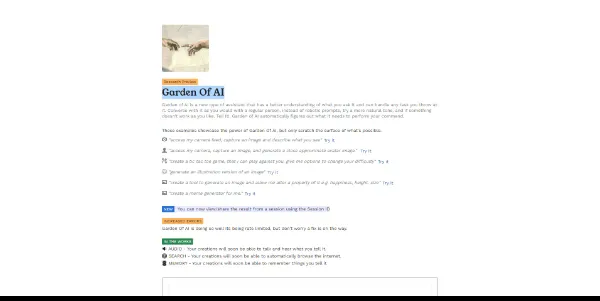 Research Preview
Garden Of AI
Garden of AI is a new type of assistant that has a better understanding of what you ask it and can handle any task you throw at
it. Converse with it as you would with a regular person. Instead of robotic prompts, try a more natural tone, and if something
doesn't work as you like. Tell it. Garden of AI automatically figures out what it needs to perform your command.
These examples showcase the power of Garden Of AI, but only scratch the surface of what's possible.
"access my camera feed, capture an image and describe what you see" Try it
"access my camera, capture an image, and generate a close approximate avatar image" Try it
"create a tic tac toe game, that I can play against you, give me options to change your difficulty" Try it
"generate an illustrated version of an image" Try it
"create a tool to generate an image and allow me alter a property of it e.g. happiness, height, size" Try it
"create a meme generator for me" Try it
NEW You can now view/share the result from a session using the Session ID
Garden Of AI is doing so well its being rate limited, but don't worry a fix is on the way.
IN THE WORKS
AUDIO - Your creations will soon be able to talk and hear what you tell it.
SEARCH - Your creations will soon be able to automatically browse the internet.
MEMORY - Your creations will soon be able to remember things you tell it